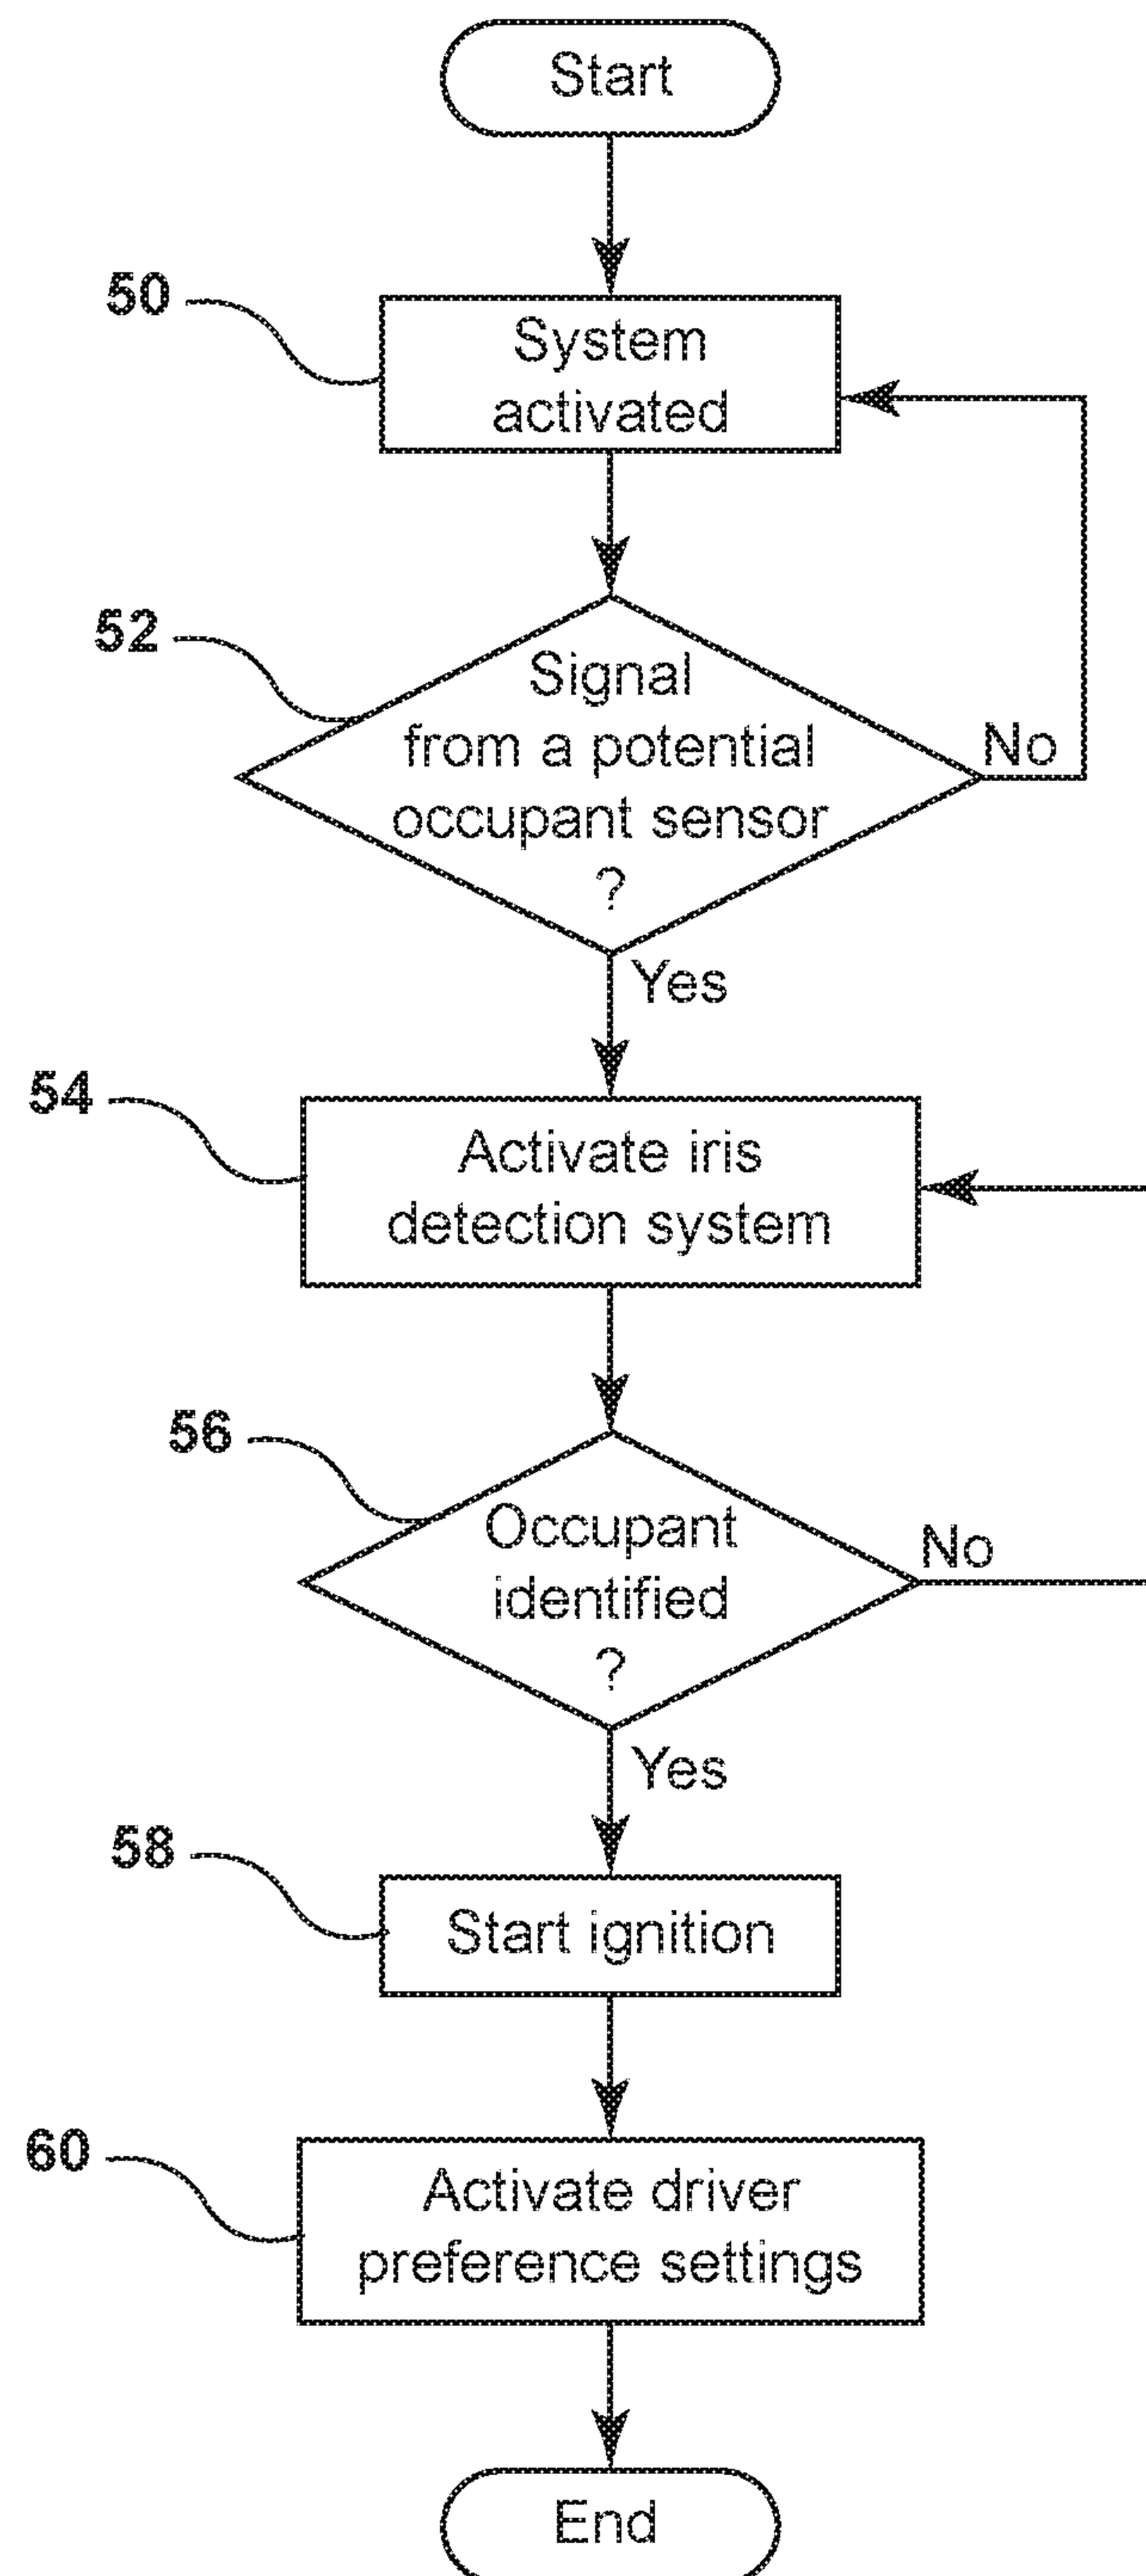 Start
50
System
activated
52
Signal
from a potential
occupant sensor
?
No
Yes
54
Activate iris
detection system
56
Occupant
identified
?
No
Yes
58
Start ignition
60
Activate driver
preference settings
End